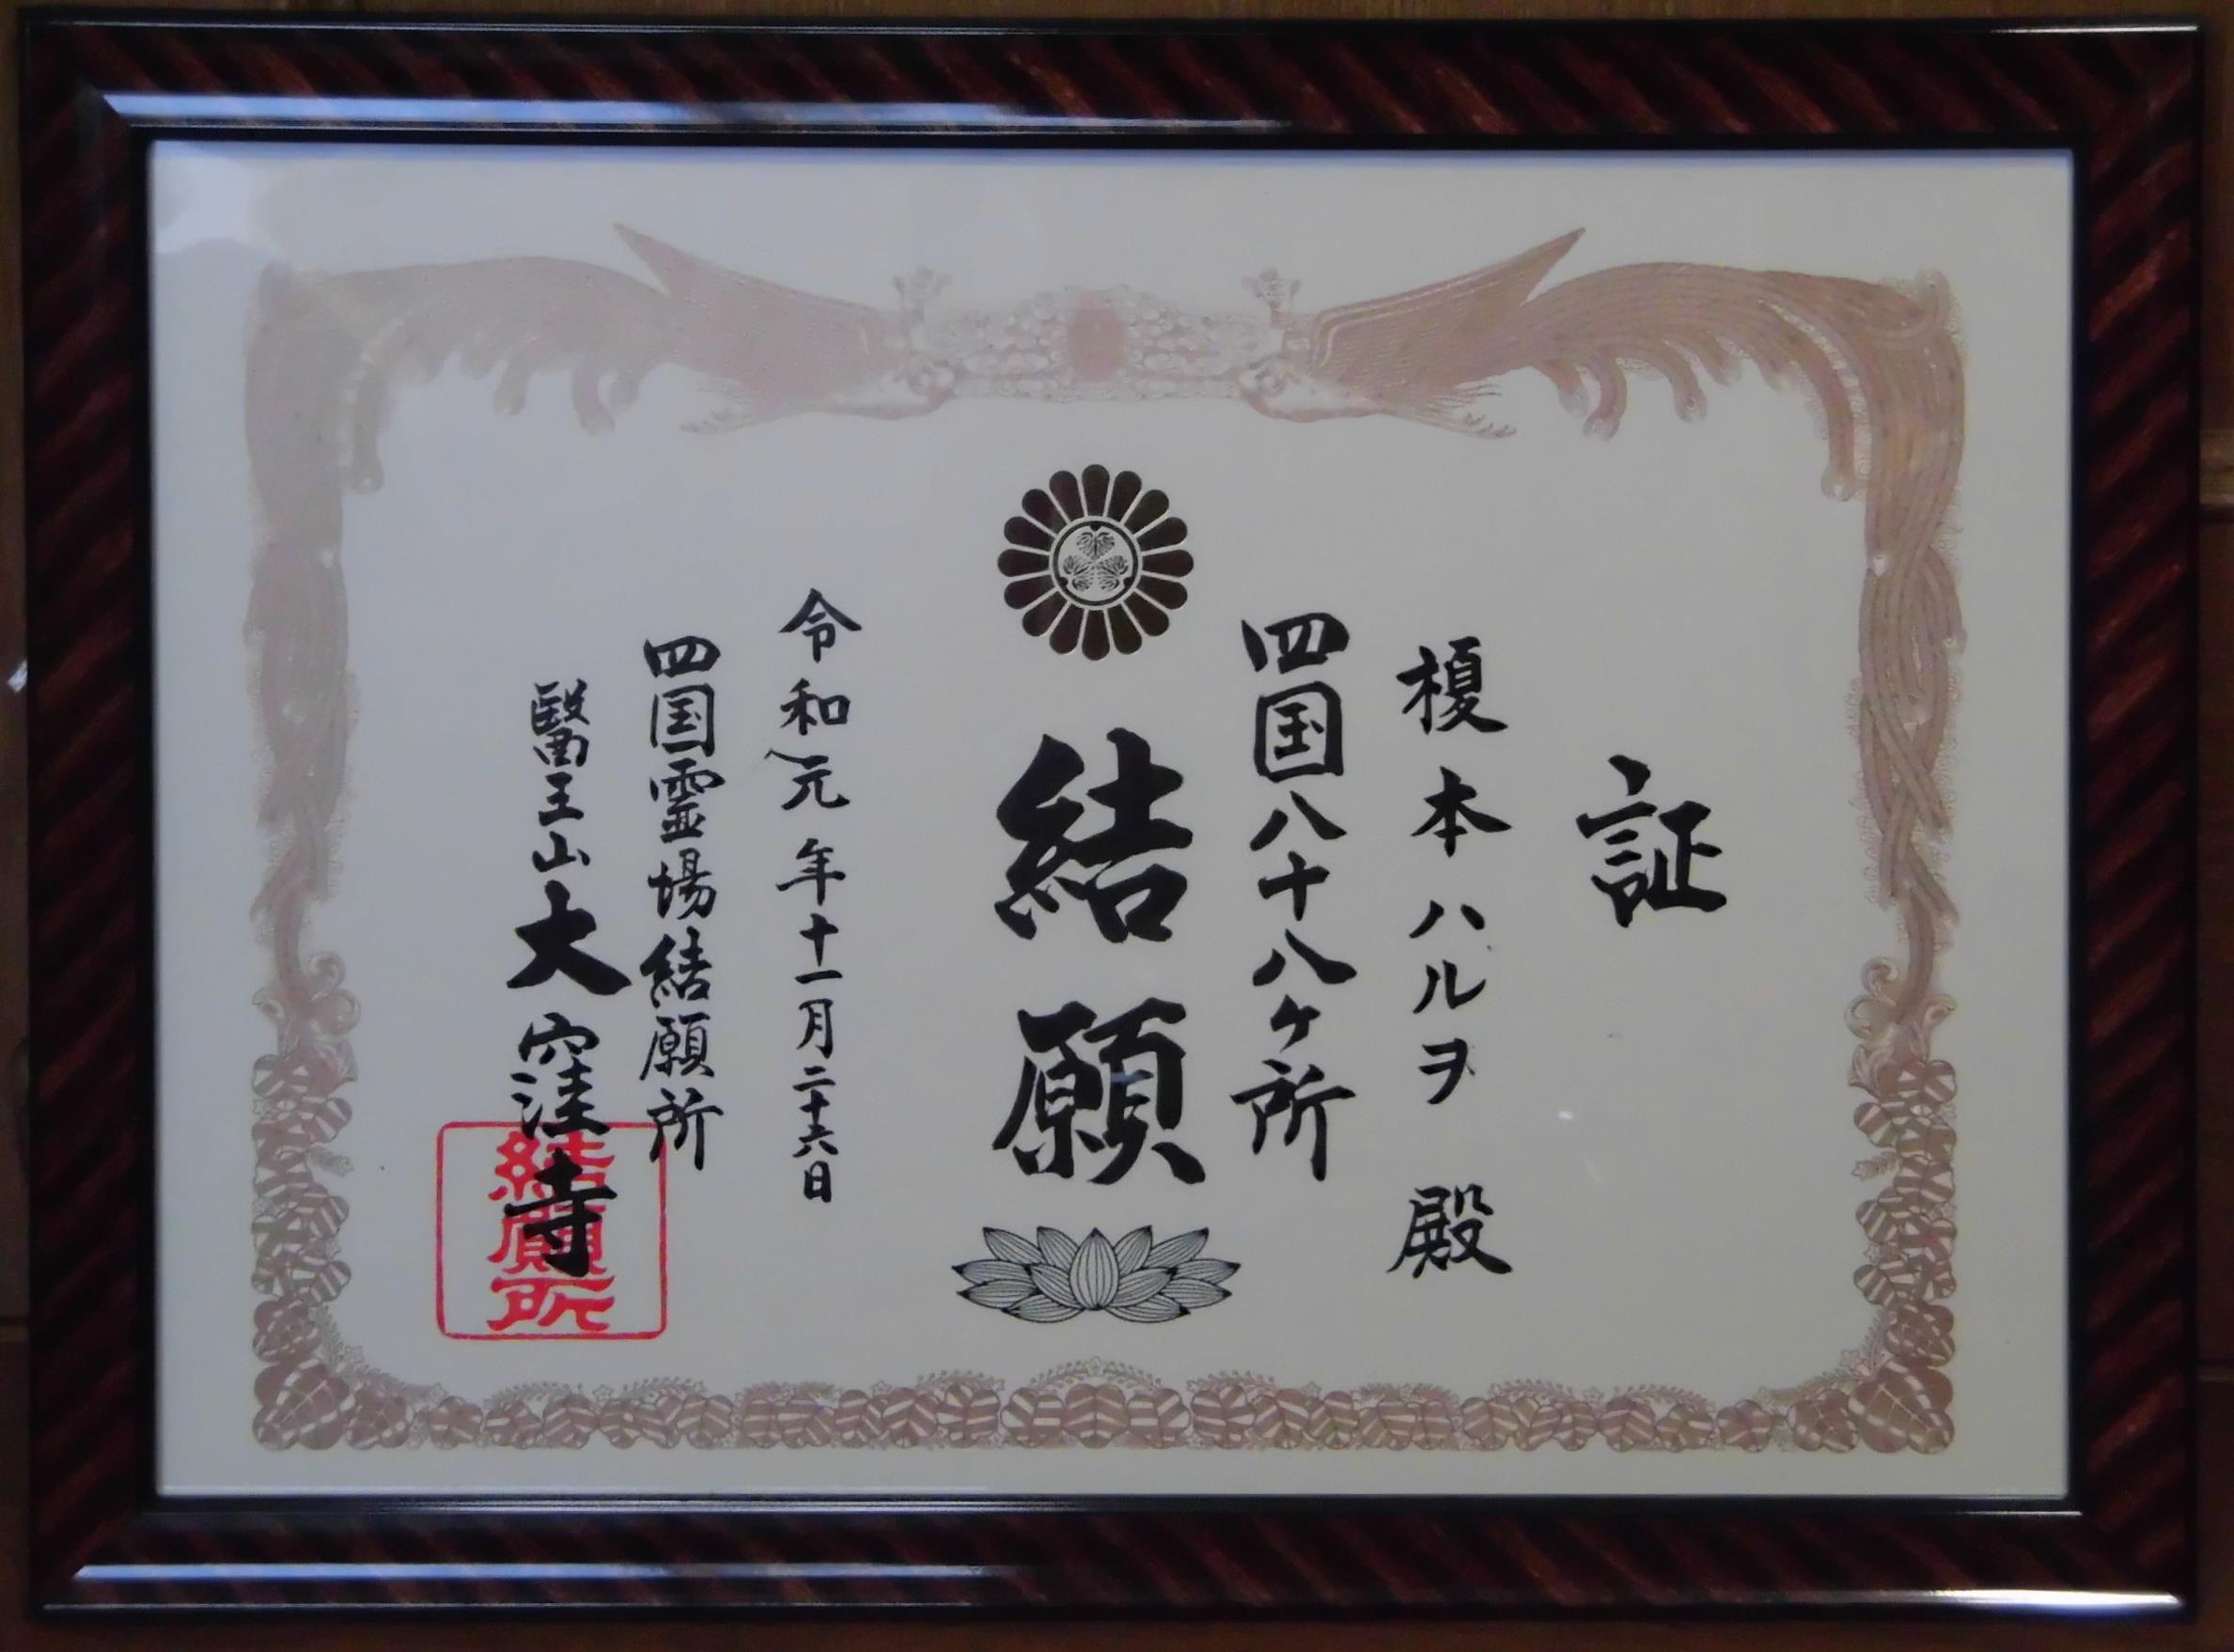 証
榎本ハルヲ 殿
四国八十八ヶ所
結願
令和元年十一月二十六日
四国霊場結願所
醫王山大窪寺
結願所